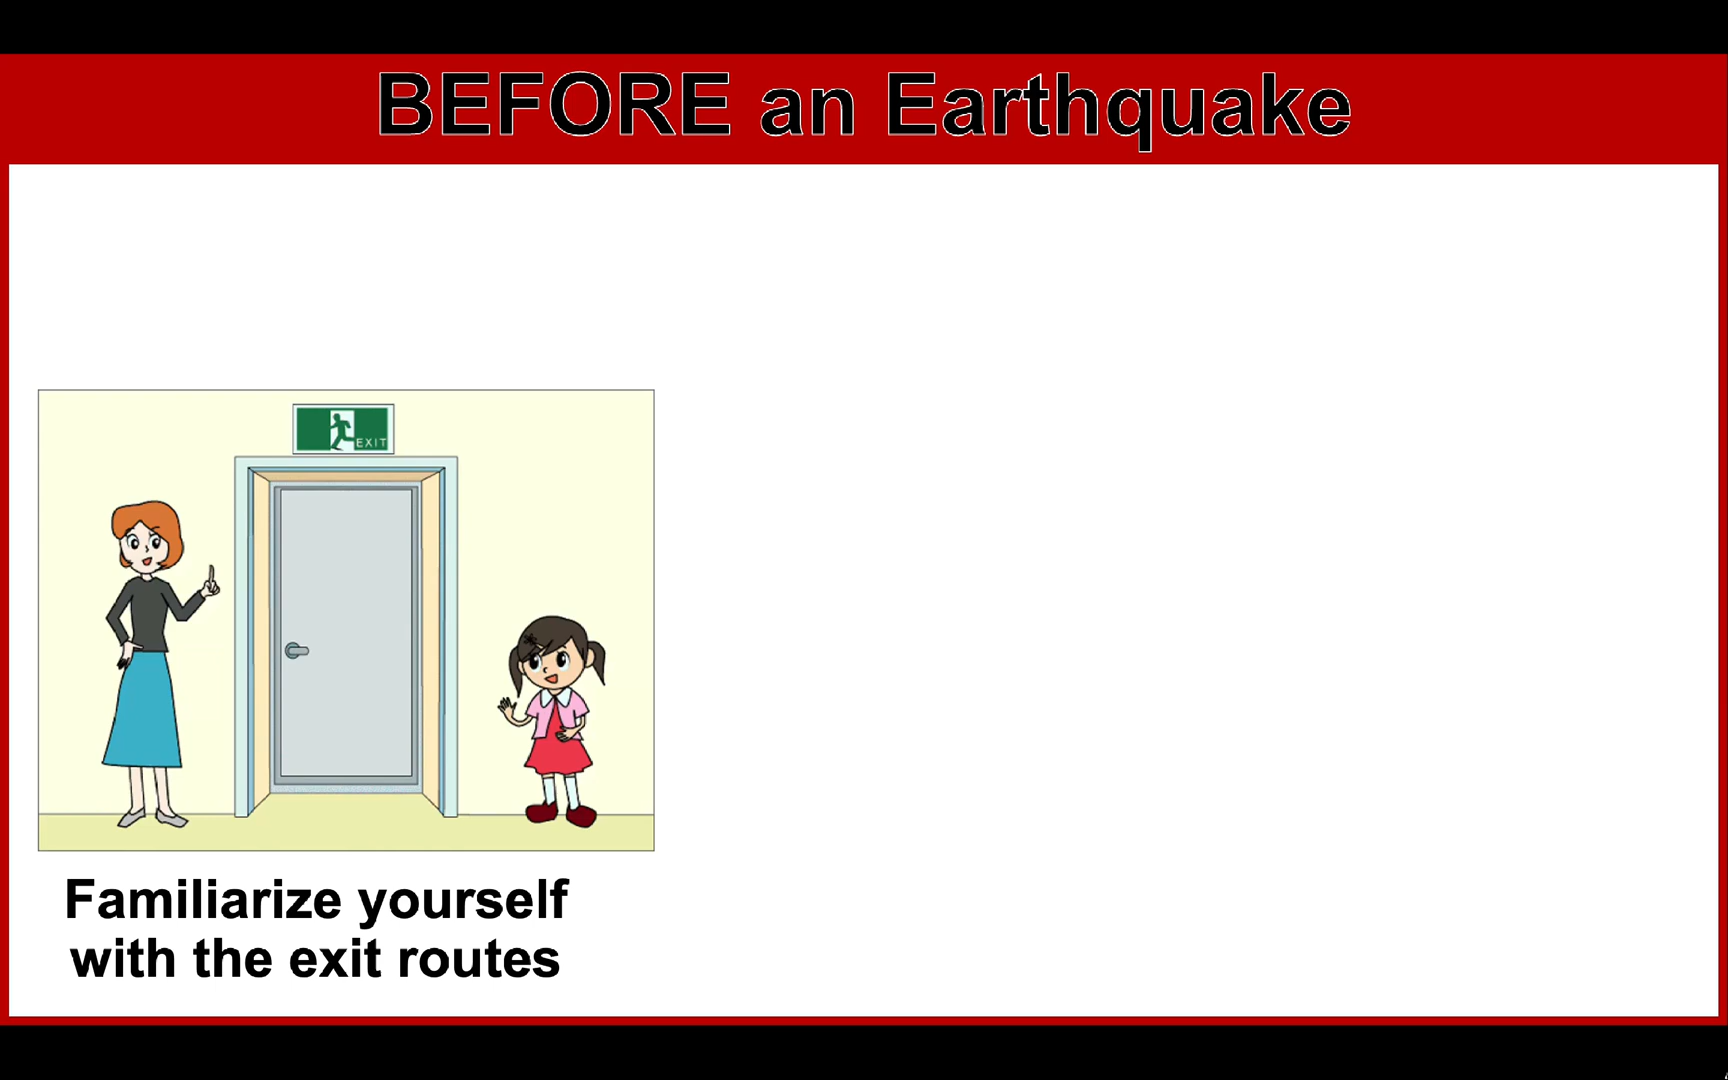 BEFORE an Earthquake
EXIT
Familiarize yourself
with the exit routes